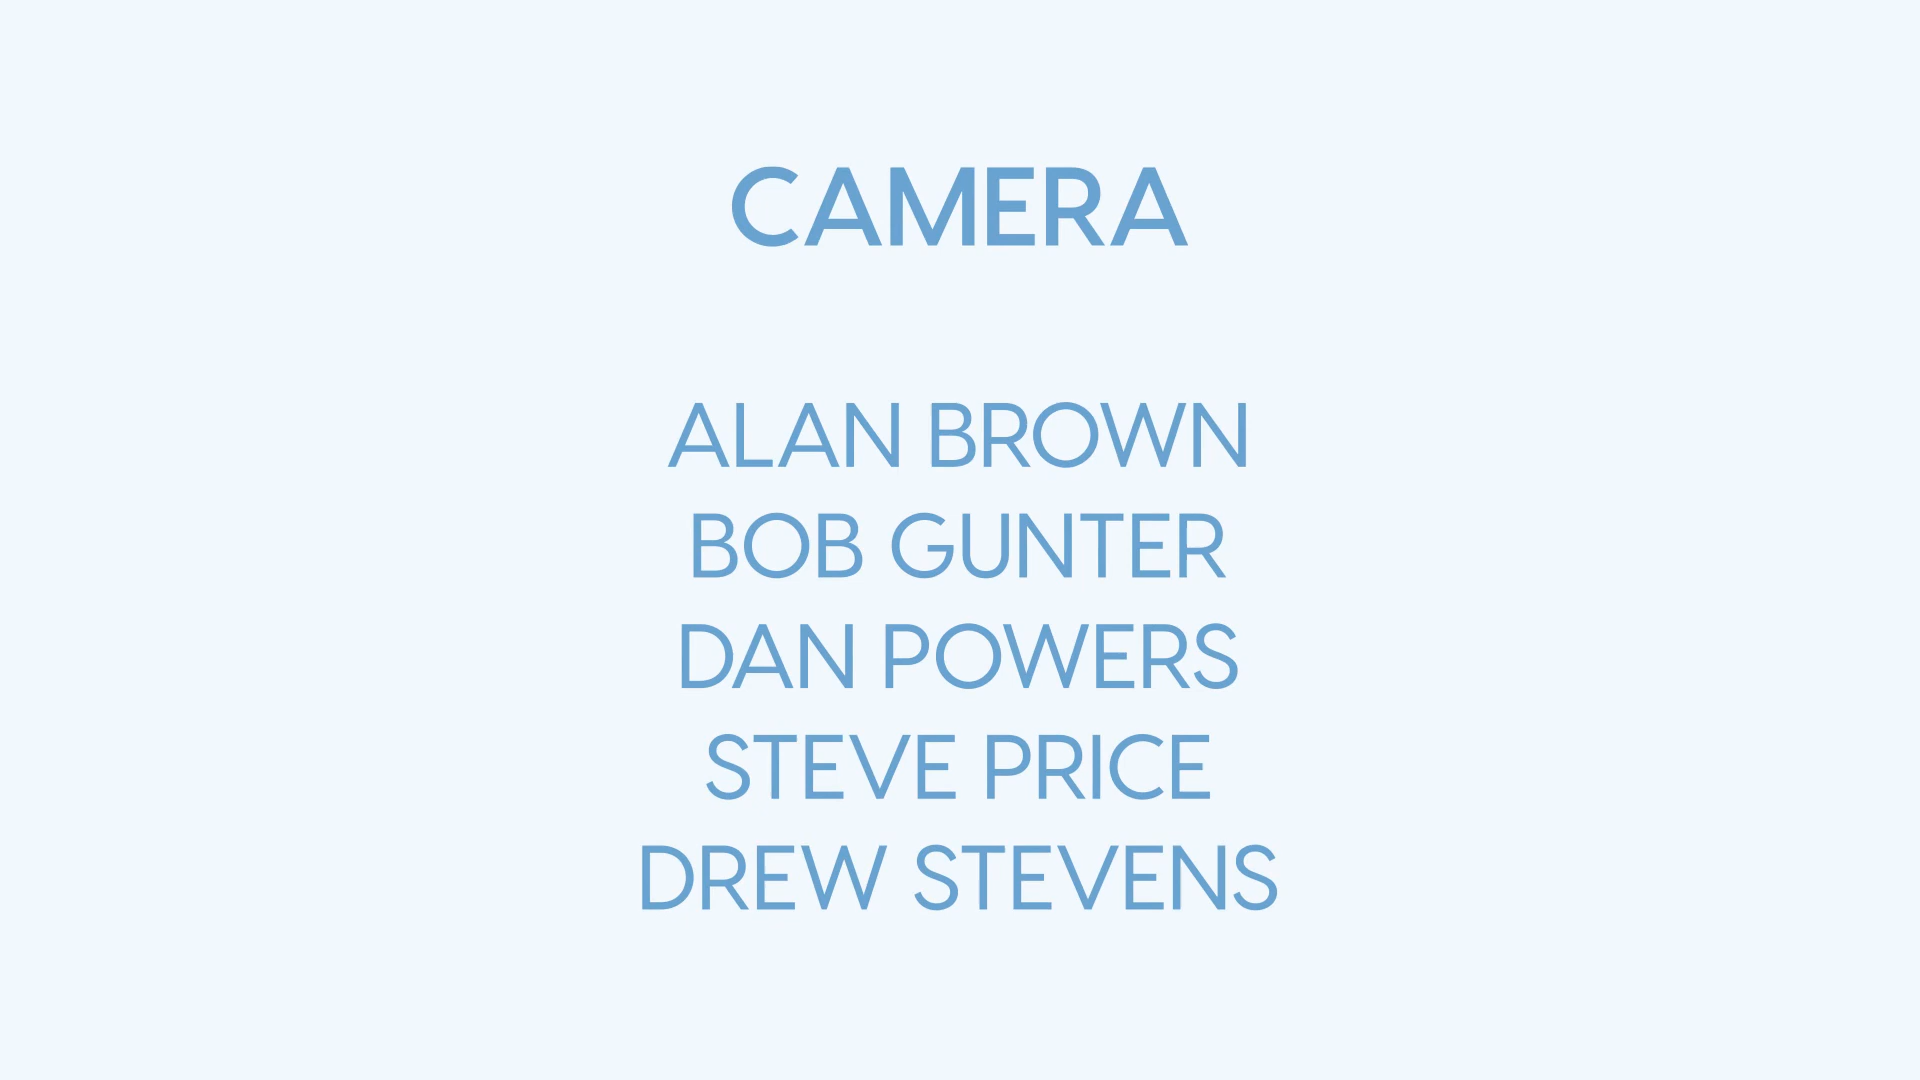 CAMERA
ALAN BROWN
BOB GUNTER
DAN POWERS
STEVE PRICE
DREW STEVENS